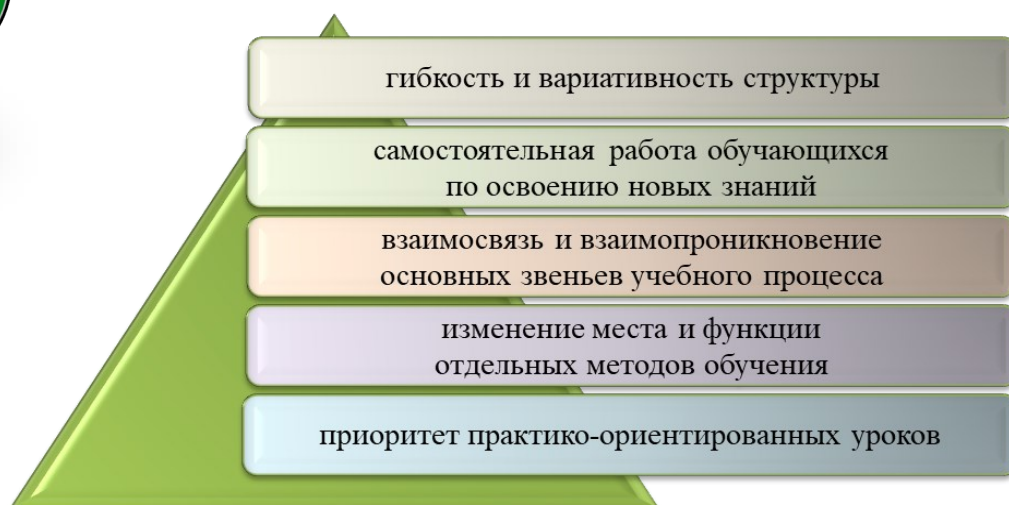 гибкость и вариативность структуры
самостоятельная работа обучающихся
по освоению новых знаний
взаимосвязь и взаимопроникновение
основных звеньев учебного процесса
изменение места и функции
отдельных методов обучения
приоритет практико-ориентированных уроков